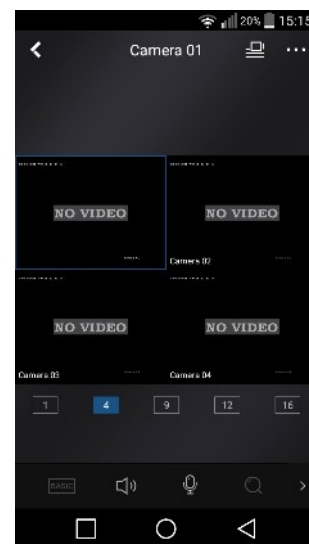 20% 15:15
Camera 01
NO VIDEO NO VIDEO
Camera 02
NO VIDEO NO VIDEO
Camera 03 Camera 04
1 4 9 12 16
BASIC